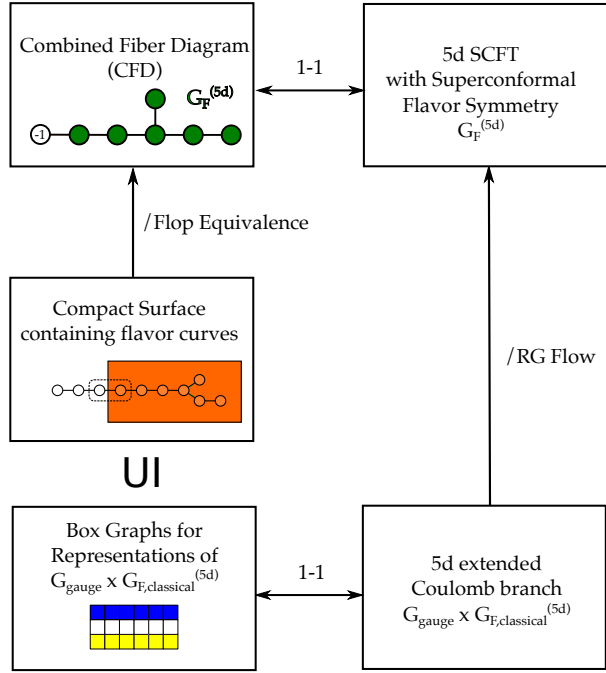 Combined Fiber Diagram
(CFD)
G_F^(5d)
-1
1-1
5d SCFT
with Superconformal
Flavor Symmetry
G_F^(5d)
/Flop Equivalence
Compact Surface
containing flavor curves
/RG Flow
UI
Box Graphs for
Representations of
G_gauge x G_F,classical^(5d)
1-1
5d extended
Coulomb branch
G_gauge x G_F,classical^(5d)